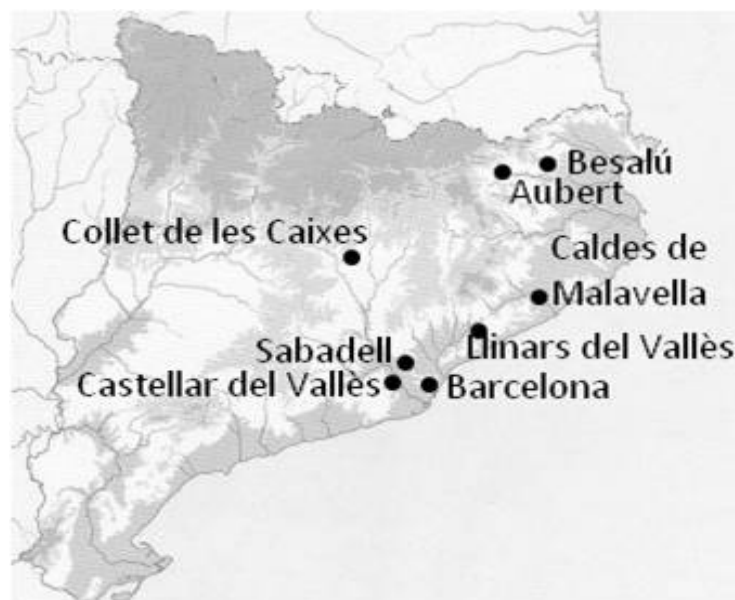 Besalú
Aubert
Collet de les Caixes
Caldes de
Malavella
Llinars del Vallès
Sabadell
Castellar del Vallès
Barcelona